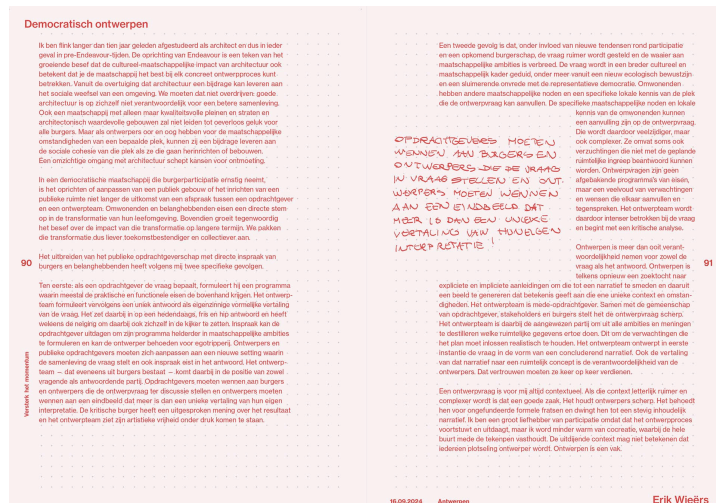 Democratisch ontwerpen
Ik ben flink langer dan tien jaar geleden afgestudeerd als architect en dus in ieder
geval in pre-Endeavour-tijden. De oprichting van Endeavour is een teken van het
groeiende besef dat de cultureel-maatschappelijke impact van architectuur ook
betekent dat je de maatschappij het best bij elk concreet ontwerpproces kunt
betrekken. Vanuit de overtuiging dat architectuur een bijdrage kan leveren aan
het sociale weefsel van een omgeving. We moeten dat niet overdrijven: goede
architectuur is op zichzelf niet verantwoordelijk voor een betere samenleving.
Ook een maatschappij met alleen maar kwaliteitsvolle pleinen en straten en
architectonisch waardevolle gebouwen zal niet leiden tot overloos geluk voor
alle burgers. Maar als ontwerpers oor en oog hebben voor de maatschappelijke
omstandigheden van een bepaalde plek, kunnen zij een bijdrage leveren aan
de sociale cohesie van die plek als ze die gaan herinrichten of bebouwen.
Een omzichtige omgang met architectuur schept kansen voor ontmoeting.
In een democratische maatschappij die burgerparticipatie ernstig neemt,
is het oprichten of aanpassen van een publiek gebouw of het inrichten van een
publieke ruimte niet langer de uitkomst van een afspraak tussen een opdrachtgever
en een ontwerpteam. Omwonenden en belanghebbenden eisen een directe stem
op in de transformatie van hun leefomgeving. Bovendien groeit tegenwoordig
het besef over de impact van die transformatie op langere termijn. We pakken
die transformatie dus liever toekomstbestendiger en collectiever aan.
Het uitbreiden van het publieke opdrachtgeverschap met directe inspraak van
burgers en belanghebbenden heeft volgens mij twee specifieke gevolgen.
90
Ten eerste: als een opdrachtgever de vraag bepaalt, formuleert hij een programma
waarin meestal de praktische en functionele eisen de bovenhand krijgen. Het ontwerp-
team formuleert vervolgens een uniek antwoord als eigenzinnige vormelijke vertaling
van de vraag. Het zet daarbij in op een hedendaags, fris en hip antwoord en heeft
weleens de neiging om daarbij ook zichzelf in de kijker te zetten. Inspraak kan de
opdrachtgever uitdagen om zijn programma helderder in maatschappelijke ambities
te formuleren en kan de ontwerper behoeden voor egotripperij. Ontwerpers en
publieke opdrachtgevers moeten zich aanpassen aan een nieuwe setting waarin
de samenleving de vraag stelt en ook inspraak eist in het antwoord. Het ontwerp-
team – dat eveneens uit burgers bestaat – komt daarbij in de positie van zowel
vragende als antwoordende partij. Opdrachtgevers moeten wennen aan burgers
en ontwerpers die de ontwerpvraag ter discussie stellen en ontwerpers moeten
wennen aan een eindbeeld dat meer is dan een unieke vertaling van hun eigen
interpretatie. De kritische burger heeft een uitgesproken mening over het resultaat
en het ontwerpteam ziet zijn artistieke vrijheid onder druk komen te staan.
Versterk het momentum
Een tweede gevolg is dat, onder invloed van nieuwe tendensen rond participatie
en een opkomend burgerschap, de vraag ruimer wordt gesteld en de waaier aan
maatschappelijke ambities is verbreed. De vraag wordt in een breder cultureel en
maatschappelijk kader geduid, onder meer vanuit een nieuw ecologisch bewustzijn
en een sluimerende onvrede met de representatieve democratie. Omwonenden
hebben andere maatschappelijke noden en een specifieke lokale kennis van de plek
die de ontwerpvraag kan aanvullen. De specifieke maatschappelijke noden en lokale
kennis van de omwonenden kunnen
een aanvulling zijn op de ontwerpvraag.
Die wordt daardoor veelzijdiger, maar
ook complexer. Ze omvat soms ook
verzuchtingen die niet met de geplande
ruimtelijke ingreep beantwoord kunnen
worden. Ontwerpvragen zijn geen
afgebakende programma's van eisen,
maar een veelvoud van verwachtingen
en wensen die elkaar aanvullen en
tegenspreken. Het ontwerpteam wordt
daardoor intenser betrokken bij de vraag
en begint met een kritische analyse.
OPDRACHTGEVERS MOETEN
WENNEN AAN BURGERS EN
ONTWERPERS DIE DE VRAAG
IN VRAAG STELLEN EN ONT-
WERPERS MOETEN WENNEN
AAN EEN EINDBEELD DAT
MEER IS DAN EEN UNIEKE
VERTALING VAN HUN EIGEN
INTERPRETATIE!
Ontwerpen is meer dan ooit verant-
woordelijkheid nemen voor zowel de
vraag als het antwoord. Ontwerpen is
telkens opnieuw een zoektocht naar
expliciete en impliciete aanleidingen om die tot een narratief te smeden en daaruit
een beeld te genereren dat betekenis geeft aan die ene unieke context en omstan-
digheden. Het ontwerpteam is mede-opdrachtgever. Samen met de gemeenschap
van opdrachtgever, stakeholders en burgers stelt het de ontwerpvraag scherp.
Het ontwerpteam is daarbij de aangewezen partij om uit alle ambities en meningen
te destilleren welke ruimtelijke gegevens ertoe doen. Dit om de verwachtingen die
het plan moet inlossen realistisch te houden. Het ontwerpteam ontwerpt in eerste
instantie de vraag in de vorm van een concluderend narratief. Ook de vertaling
van dat narratief naar een ruimtelijk concept is de verantwoordelijkheid van de
ontwerpers. Dat vertrouwen moeten ze keer op keer verdienen.
91
Een ontwerpvraag is voor mij altijd contextueel. Als die context letterlijk ruimer en
complexer wordt is dat een goede zaak. Het houdt ontwerpers scherp. Het behoedt
hen voor ongefundeerde formele fratsen en dwingt hen tot een stevig inhoudelijk
narratief. Ik ben een groot liefhebber van participatie omdat dat het ontwerpproces
voortstuwt en uitdaagt, maar ik word minder warm van cocreatie, waarbij de hele
buurt mede de tekenpen vasthoudt. De uitdijende context mag niet betekenen dat
iedereen plotseling ontwerper wordt. Ontwerpen is een vak.
16.09.2024 Antwerpen Erik Wieërs